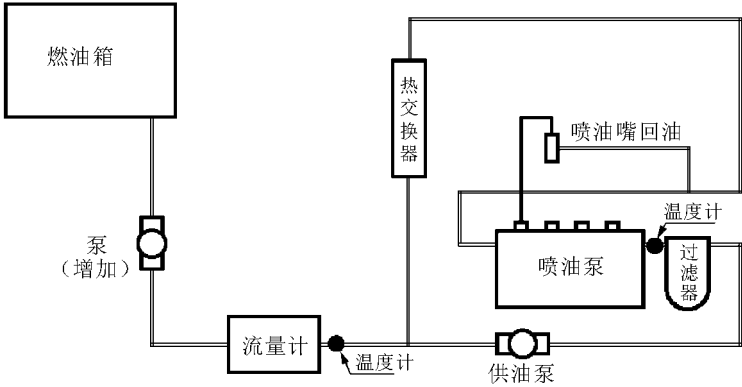 燃油箱
热交换器
喷油嘴回油
温度计
泵
（增加）
喷油泵
过滤器
流量计
温度计
供油泵